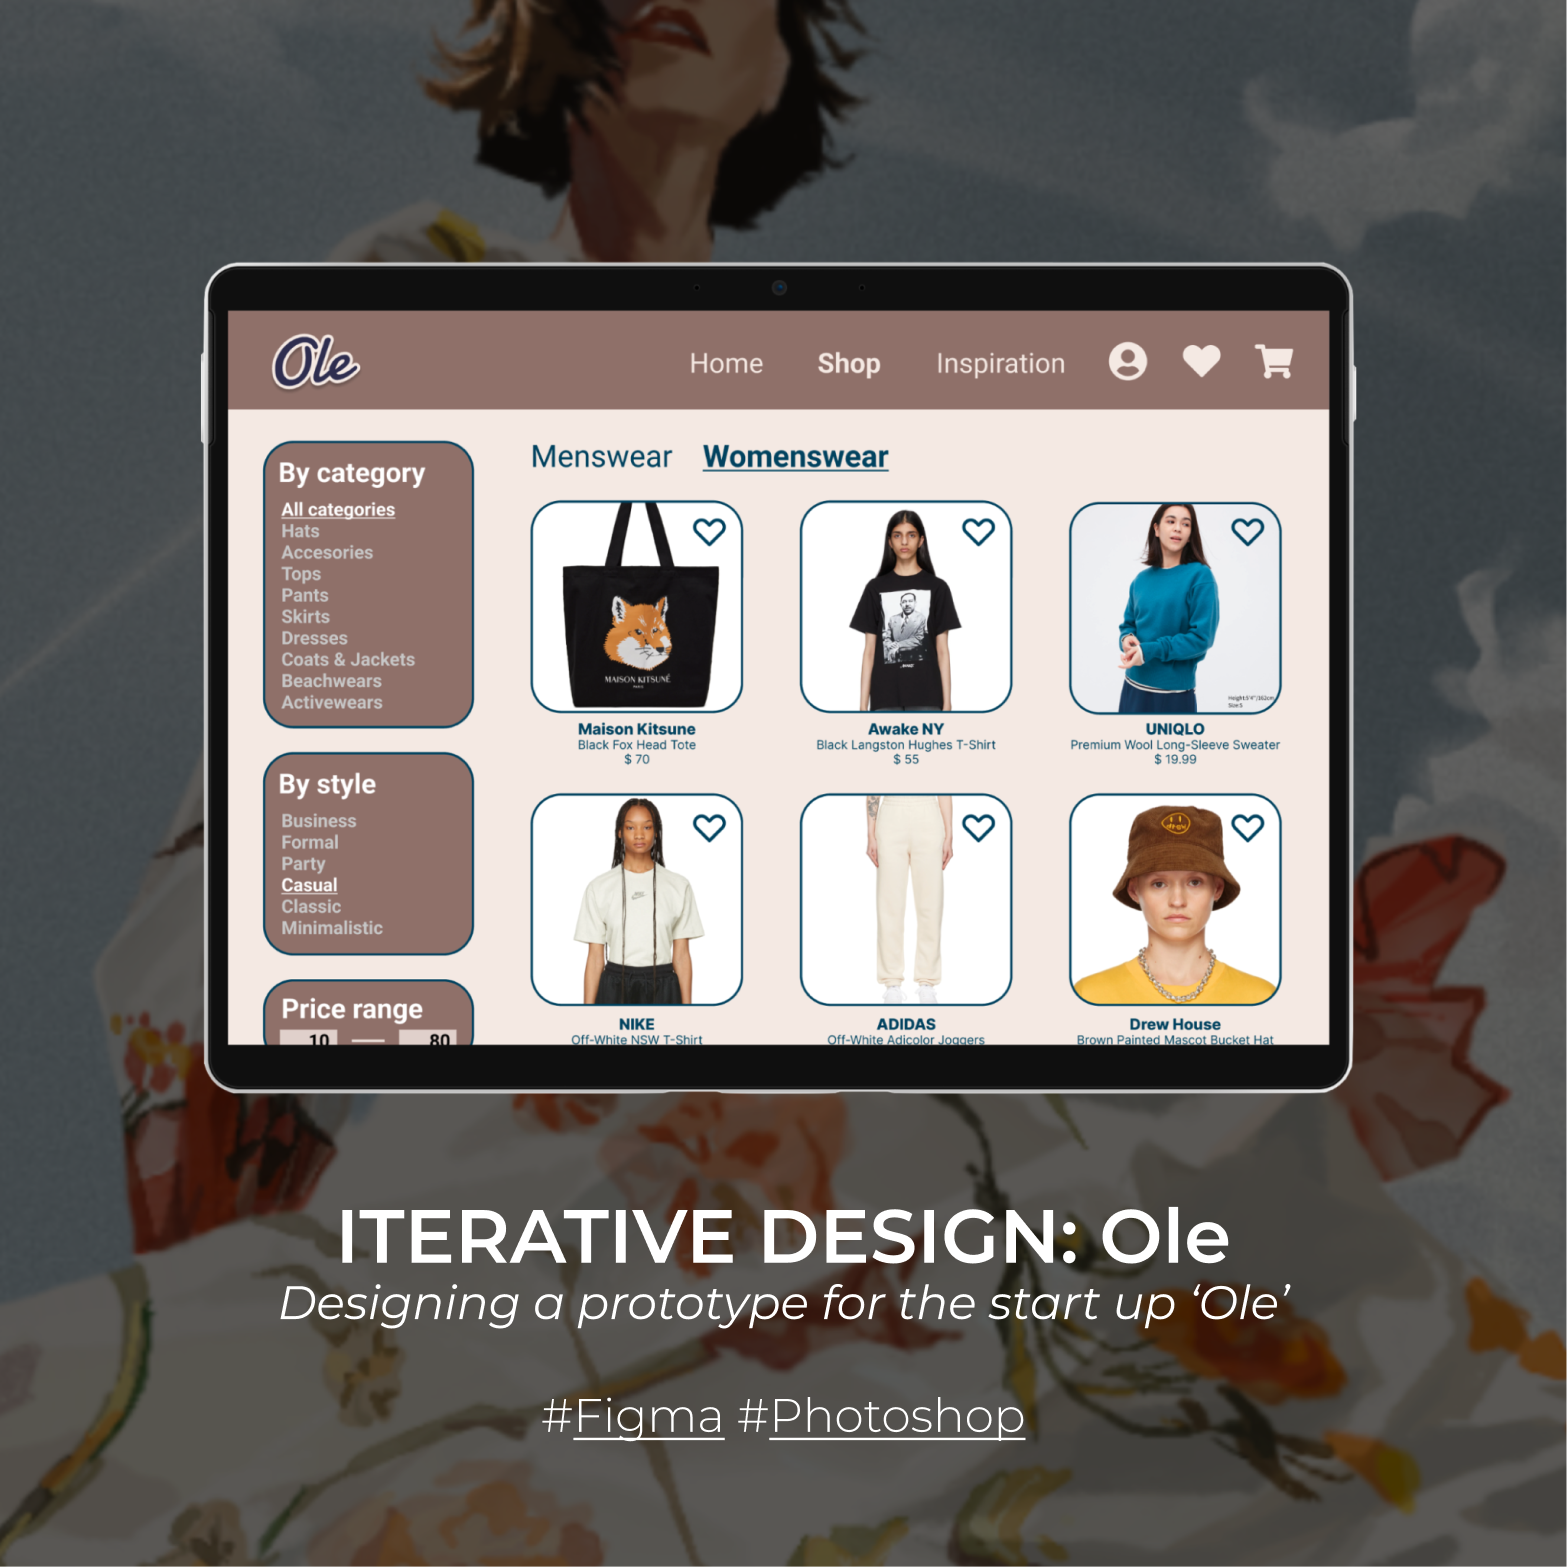 Ole
Home Shop Inspiration
By category
All categories
Hats
Accesories
Tops
Pants
Skirts
Dresses
Coats & Jackets
Beachwears
Activewears
By style
Business
Formal
Party
Casual
Classic
Minimalistic
Price range
10 — 80
Menswear Womenswear
MAISON KITSUNÉ
PARIS
Maison Kitsune
Black Fox Head Tote
$ 70
Awake NY
Black Langston Hughes T-Shirt
$ 55
UNIQLO
Premium Wool Long-Sleeve Sweater
$ 19.99
NIKE
Off-White NSW T-Shirt
ADIDAS
Off-White Adicolor Joggers
drew
Drew House
Brown Painted Mascot Bucket Hat
ITERATIVE DESIGN: Ole
Designing a prototype for the start up ‘Ole’
#Figma #Photoshop